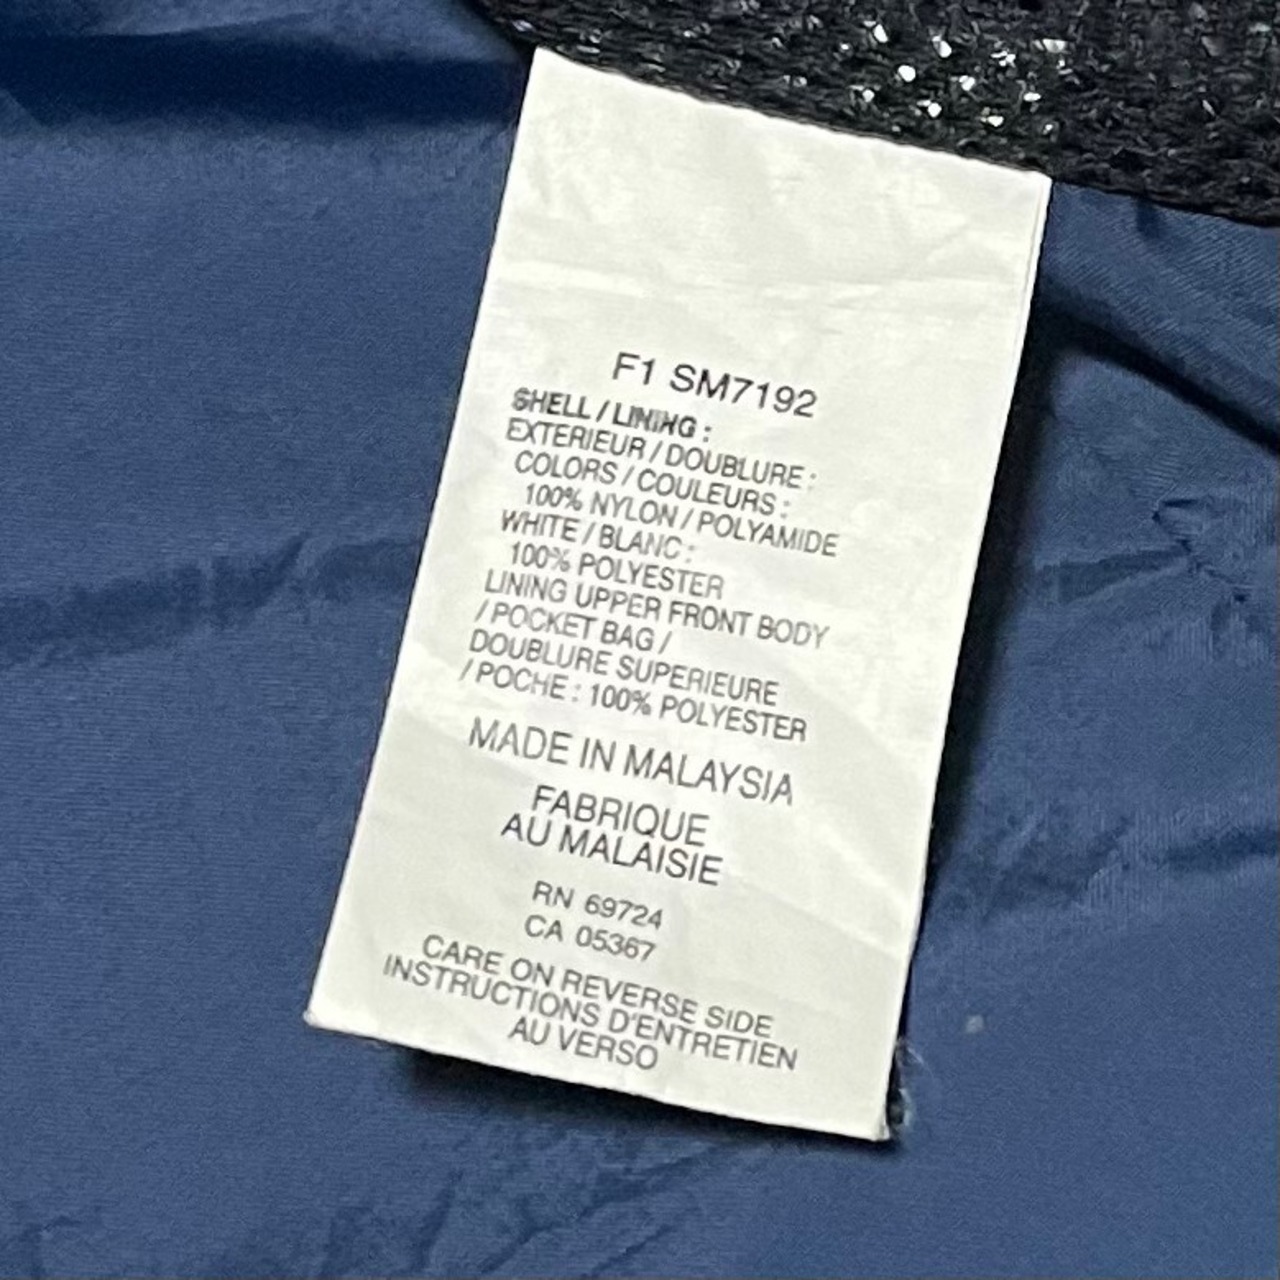 F1 SM7192
SHELL / LINING :
EXTERIEUR / DOUBLURE :
COLORS / COULEURS :
100% NYLON / POLYAMIDE
WHITE / BLANC :
100% POLYESTER
LINING UPPER FRONT BODY
/ POCKET BAG /
DOUBLURE SUPERIEURE
/ POCHE : 100% POLYESTER
MADE IN MALAYSIA
FABRIQUE
AU MALAISIE
RN 69724
CA 05367
CARE ON REVERSE SIDE
INSTRUCTIONS D'ENTRETIEN
AU VERSO